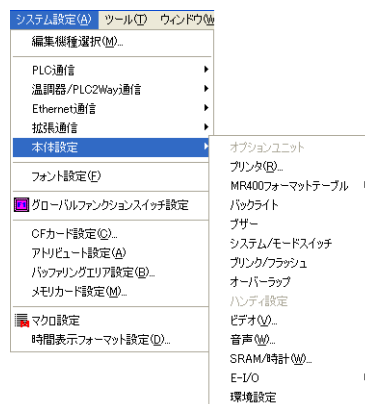 システム設定(A) ツール(T) ウィンドウ(W
編集機種選択(M)...
PLC通信
温調器/PLC2Way通信
Ethernet通信
拡張通信
本体設定
フォント設定(F)
グローバルファンクションスイッチ設定
CFカード設定(C)...
アトリビュート設定(A)
バッファリングエリア設定(B)...
メモリカード設定(M)...
マクロ設定
時間表示フォーマット設定(D)...
オプションユニット
プリンタ(R)...
MR400フォーマットテーブル
バックライト
ブザー
システム/モードスイッチ
ブリンク/フラッシュ
オーバーラップ
ハンディ設定
ビデオ(V)...
音声(W)...
SRAM/時計(W)...
E-I/O
環境設定